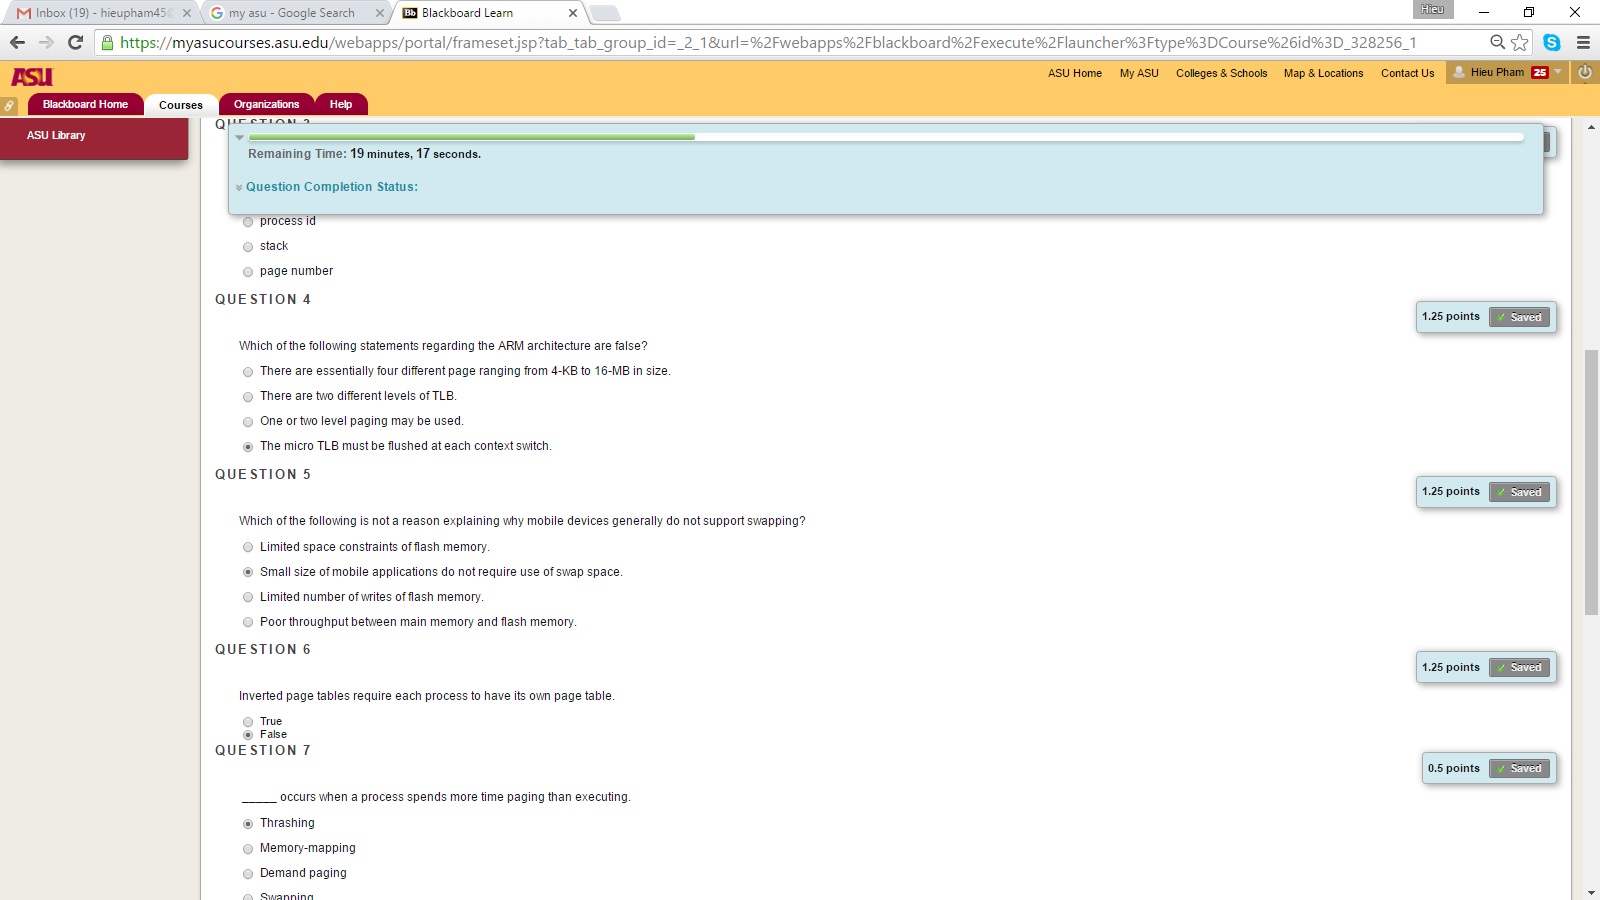 Inbox (19) - hieupham45
my asu - Google Search
Bb Blackboard Learn
Hieu
https://myasucourses.asu.edu/webapps/portal/frameset.jsp?tab_tab_group_id=_2_1&url=%2Fwebapps%2Fblackboard%2Fexecute%2Flauncher%3Ftype%3DCourse%26id%3D_328256_1
ASU
ASU Home My ASU Colleges & Schools Map & Locations Contact Us Hieu Pham 25
Blackboard Home Courses Organizations Help
ASU Library
QUESTION 3
Remaining Time: 19 minutes, 17 seconds.
Question Completion Status:
process id
stack
page number
QUESTION 4
1.25 points Saved
Which of the following statements regarding the ARM architecture are false?
There are essentially four different page ranging from 4-KB to 16-MB in size.
There are two different levels of TLB.
One or two level paging may be used.
The micro TLB must be flushed at each context switch.
QUESTION 5
1.25 points Saved
Which of the following is not a reason explaining why mobile devices generally do not support swapping?
Limited space constraints of flash memory.
Small size of mobile applications do not require use of swap space.
Limited number of writes of flash memory.
Poor throughput between main memory and flash memory.
QUESTION 6
1.25 points Saved
Inverted page tables require each process to have its own page table.
True
False
QUESTION 7
0.5 points Saved
_____ occurs when a process spends more time paging than executing.
Thrashing
Memory-mapping
Demand paging
Swapping